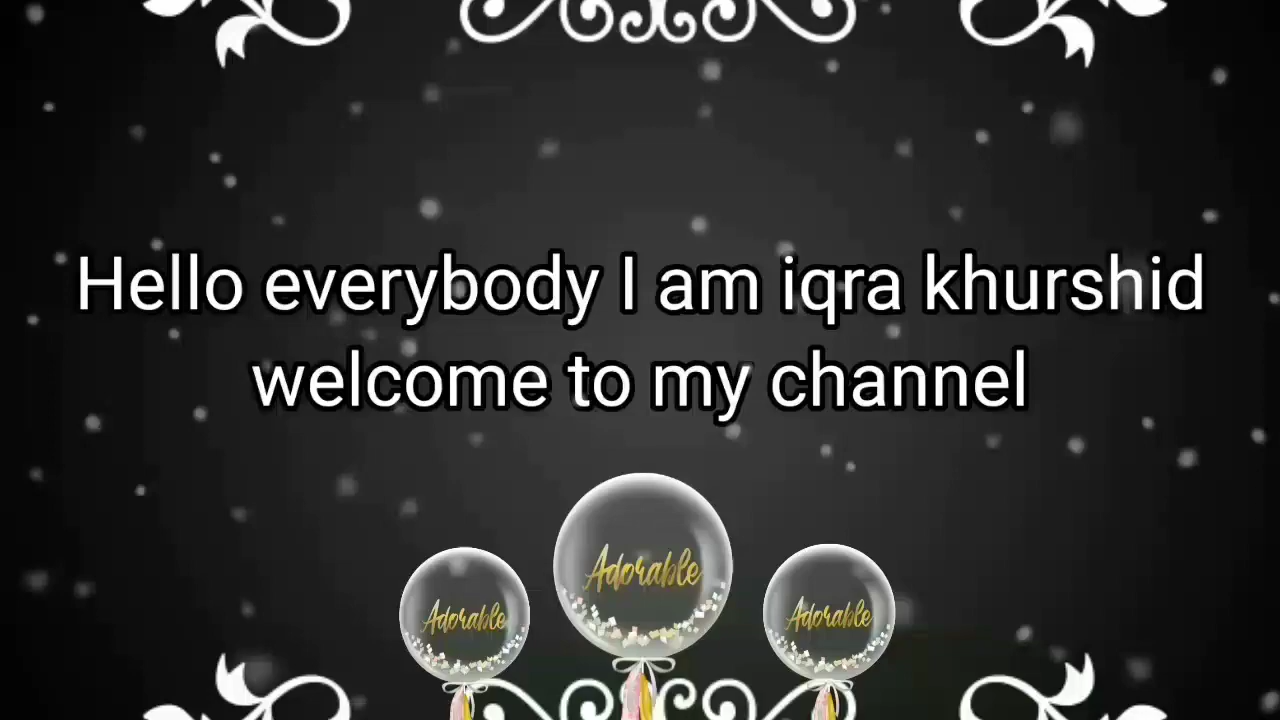 Hello everybody I am iqra khurshid
welcome to my channel
Adorable
Adorable
Adorable